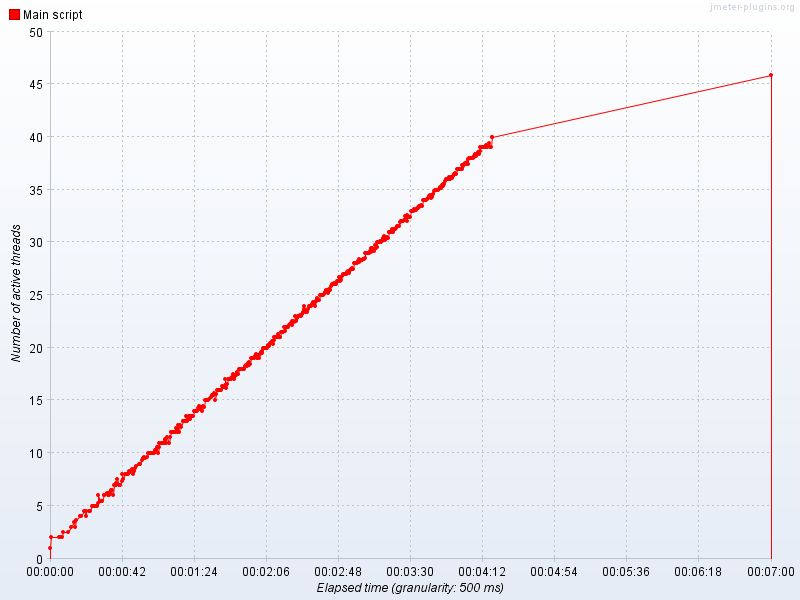 jmeter-plugins.org
Main script
50
45
40
35
30
25
20
15
10
5
0
Number of active threads
00:00:00 00:00:42 00:01:24 00:02:06 00:02:48 00:03:30 00:04:12 00:04:54 00:05:36 00:06:18 00:07:00
Elapsed time (granularity: 500 ms)